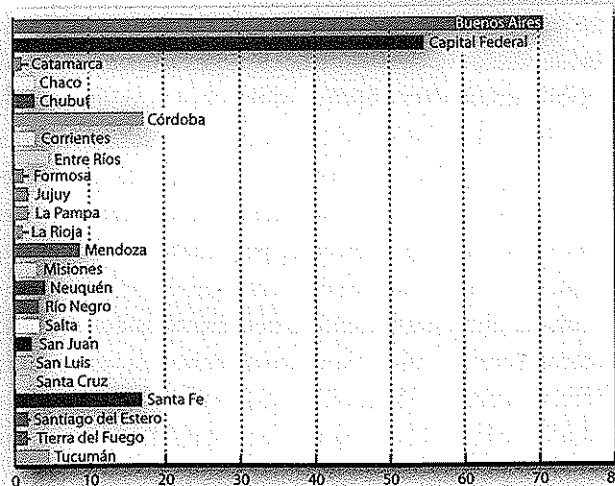 Buenos Aires
Capital Federal
Catamarca
Chaco
Chubut
Córdoba
Corrientes
Entre Ríos
Formosa
Jujuy
La Pampa
La Rioja
Mendoza
Misiones
Neuquén
Río Negro
Salta
San Juan
San Luis
Santa Cruz
Santa Fe
Santiago del Estero
Tierra del Fuego
Tucumán
0 10 20 30 40 50 60 70 80